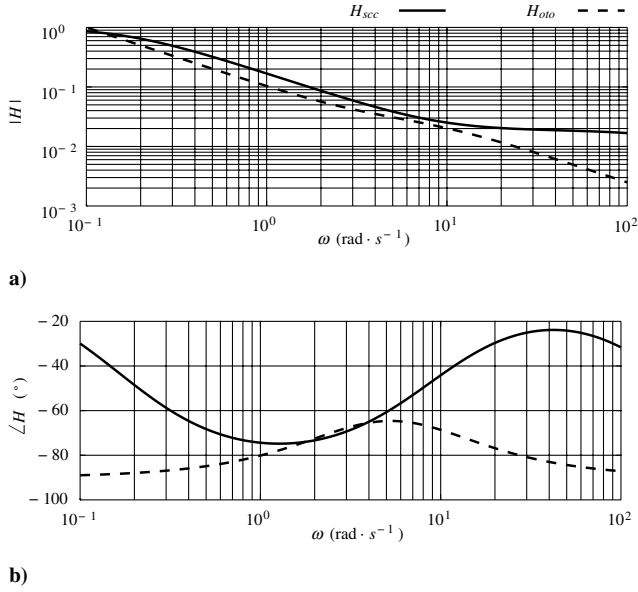 H_scc H_oto
10^0
10^−1
10^−2
10^−3
|H|
10^−1 10^0 10^1 10^2
ω (rad · s^−1)
a)
− 20
− 40
− 60
− 80
− 100
∠H (°)
10^−1 10^0 10^1 10^2
ω (rad · s^−1)
b)